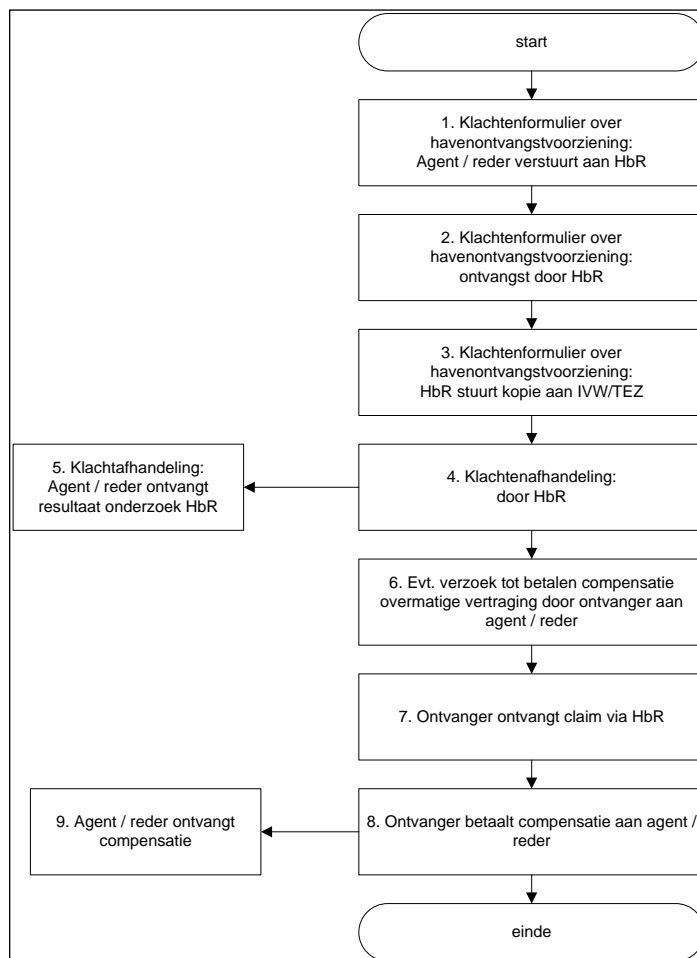 start
1. Klachtenformulier over
havenontvangstvoorziening:
Agent / reder verstuurt aan HbR
2. Klachtenformulier over
havenontvangstvoorziening:
ontvangst door HbR
3. Klachtenformulier over
havenontvangstvoorziening:
HbR stuurt kopie aan IVW/TEZ
4. Klachtenafhandeling:
door HbR
5. Klachtafhandeling:
Agent / reder ontvangt
resultaat onderzoek HbR
6. Evt. verzoek tot betalen compensatie
overmatige vertraging door ontvanger aan
agent / reder
7. Ontvanger ontvangt claim via HbR
8. Ontvanger betaalt compensatie aan agent /
reder
9. Agent / reder ontvangt
compensatie
einde